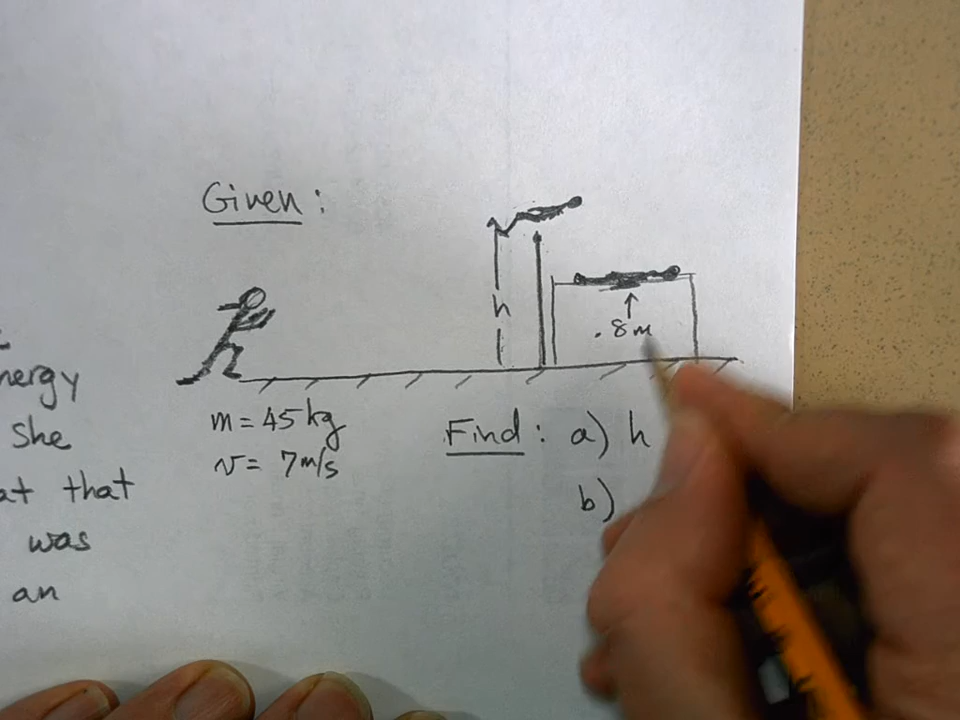 Given :
h
.8m
nergy
she
at that
was
an
m = 45 kg
v = 7 m/s
Find : a) h
b)